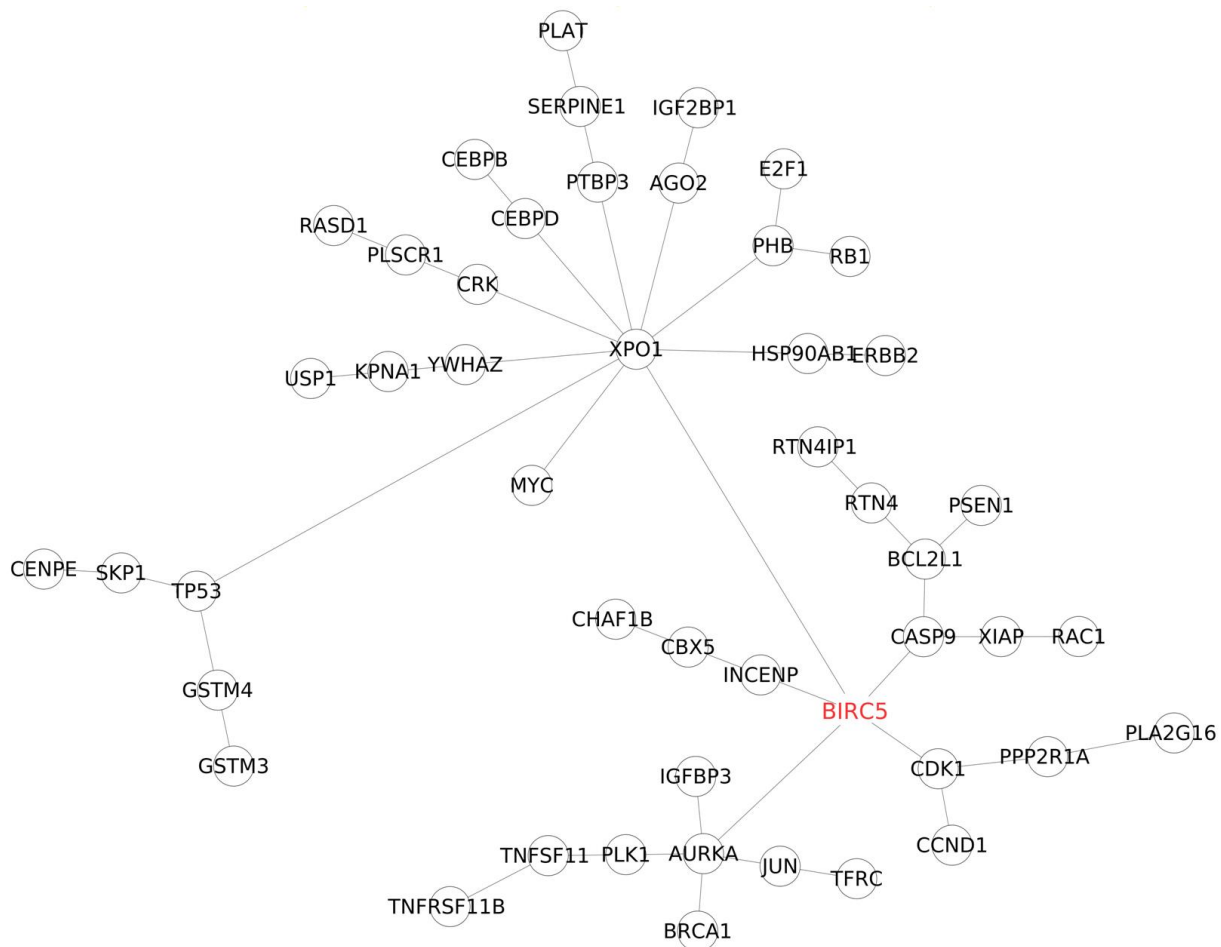 PLAT
SERPINE1
IGF2BP1
CEBPB
PTBP3
AGO2
E2F1
CEBPD
RASD1
PLSCR1
PHB
RB1
CRK
XPO1
HSP90AB1
ERBB2
USP1
KPNA1
YWHAZ
RTN4IP1
MYC
RTN4
PSEN1
BCL2L1
CENPE
SKP1
TP53
CHAF1B
CBX5
CASP9
XIAP
RAC1
INCENP
GSTM4
BIRC5
PLA2G16
GSTM3
IGFBP3
CDK1
PPP2R1A
CCND1
TNFSF11
PLK1
AURKA
JUN
TFRC
TNFRSF11B
BRCA1